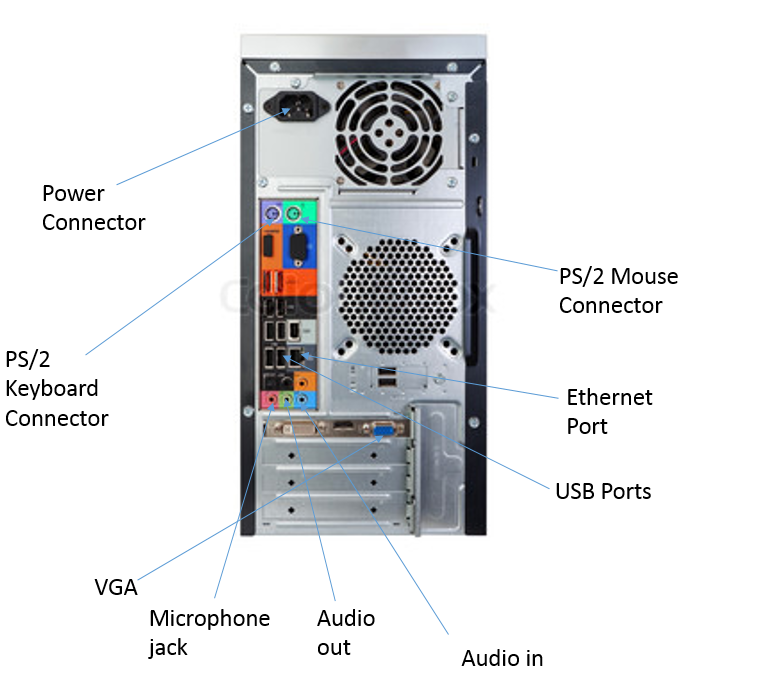 Power
Connector
PS/2 Mouse
Connector
PS/2
Keyboard
Connector
Ethernet
Port
USB Ports
VGA
Microphone
jack
Audio
out
Audio in